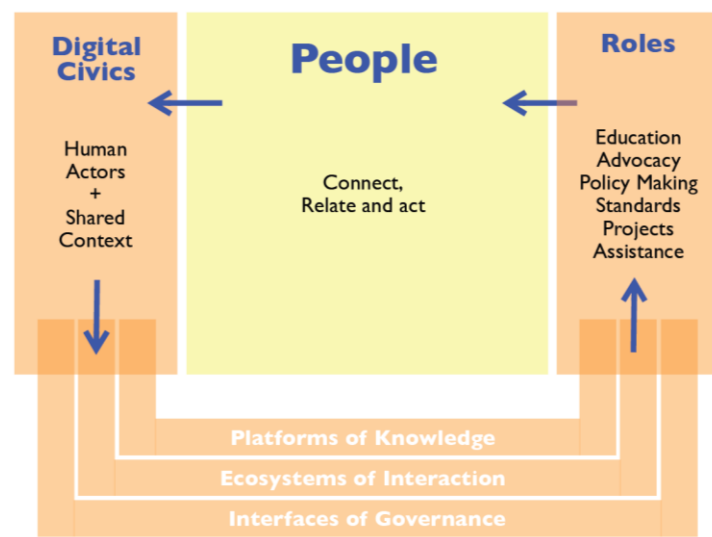 Digital
Civics
Human
Actors
+
Shared
Context
People
Connect,
Relate and act
Roles
Education
Advocacy
Policy Making
Standards
Projects
Assistance
Platforms of Knowledge
Ecosystems of Interaction
Interfaces of Governance